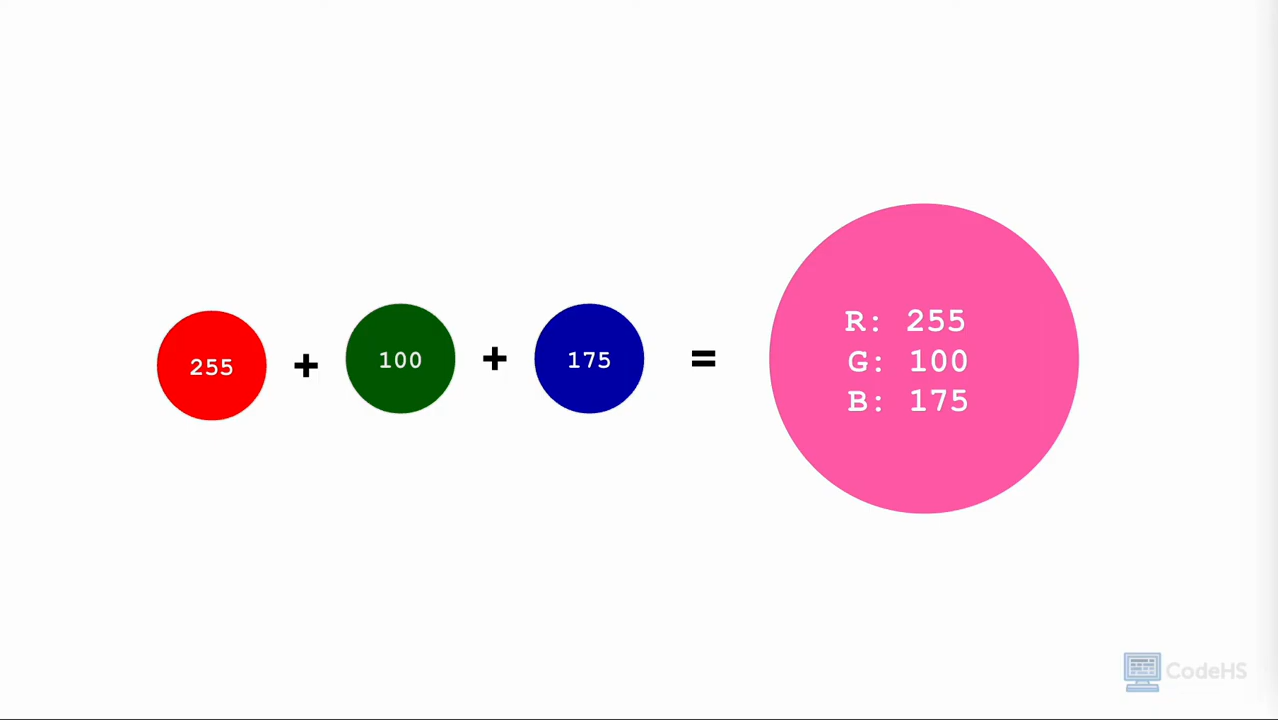 255 + 100 + 175 =
R: 255
G: 100
B: 175
CodeHS